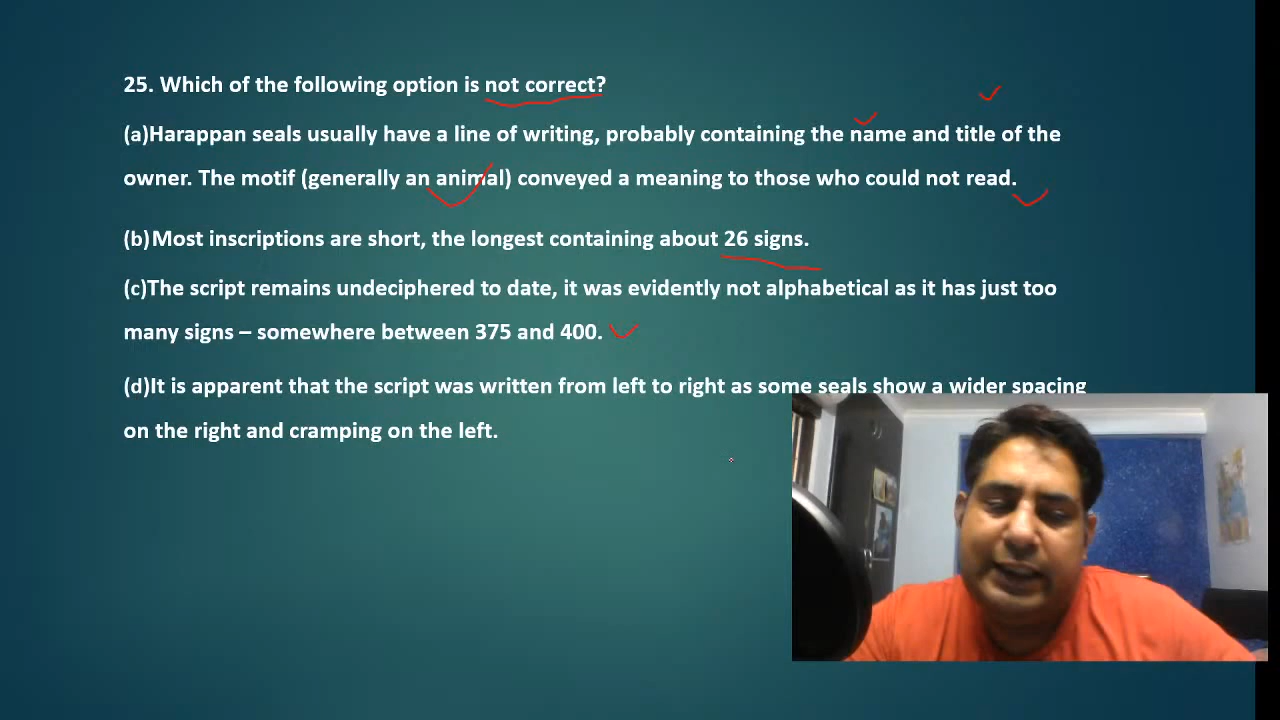 25. Which of the following option is not correct?
(a)Harappan seals usually have a line of writing, probably containing the name and title of the
owner. The motif (generally an animal) conveyed a meaning to those who could not read.
(b)Most inscriptions are short, the longest containing about 26 signs.
(c)The script remains undeciphered to date, it was evidently not alphabetical as it has just too
many signs – somewhere between 375 and 400.
(d)It is apparent that the script was written from left to right as some seals show a wider spacing
on the right and cramping on the left.